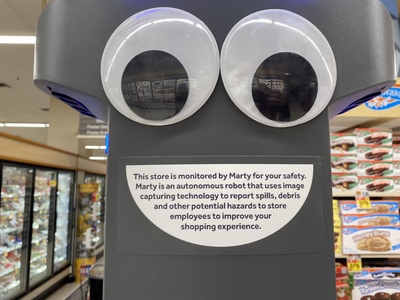 This store is monitored by Marty for your safety.
Marty is an autonomous robot that uses image
capturing technology to report spills, debris
and other potential hazards to store
employees to improve your
shopping experience.